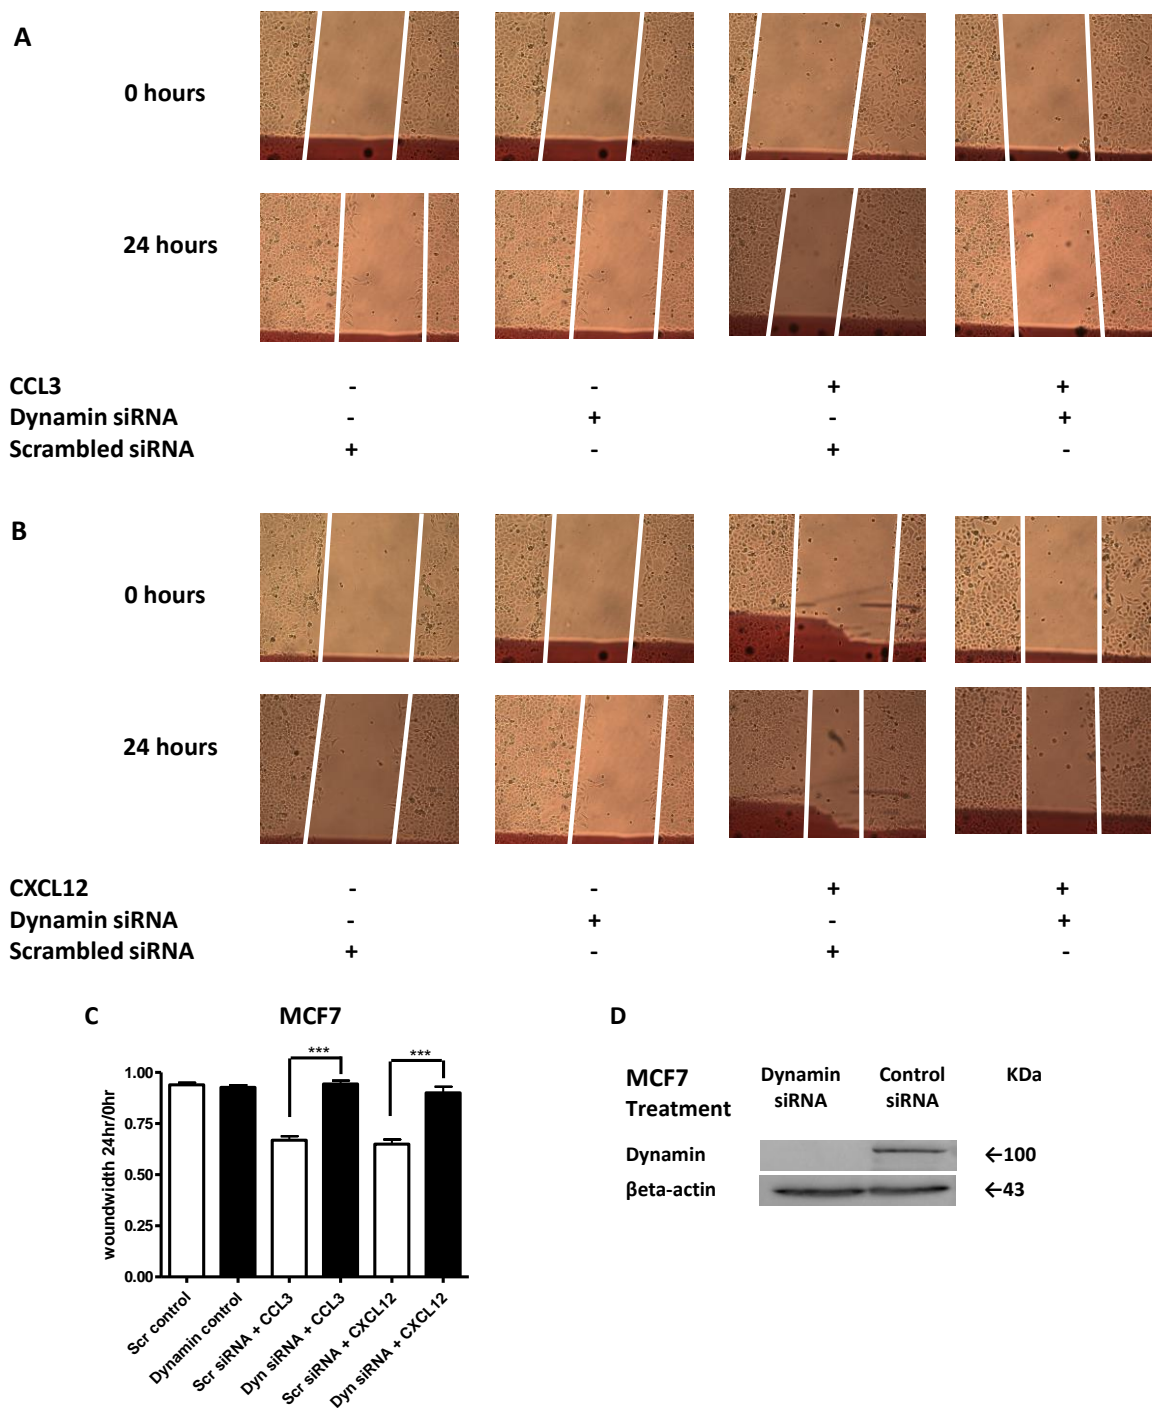 A
0 hours
24 hours
CCL3 - - + +
Dynamin siRNA - + - +
Scrambled siRNA + - + -
B
0 hours
24 hours
CXCL12 - - + +
Dynamin siRNA - + - +
Scrambled siRNA + - + -
C
MCF7
*** ***
1.00
0.75
0.50
0.25
0.00
woundwidth 24hr/0hr
Scr control
Dynamin control
Scr siRNA + CCL3
Dyn siRNA + CCL3
Scr siRNA + CXCL12
Dyn siRNA + CXCL12
D
MCF7 Dynamin Control KDa
Treatment siRNA siRNA
Dynamin ←100
βeta-actin ←43